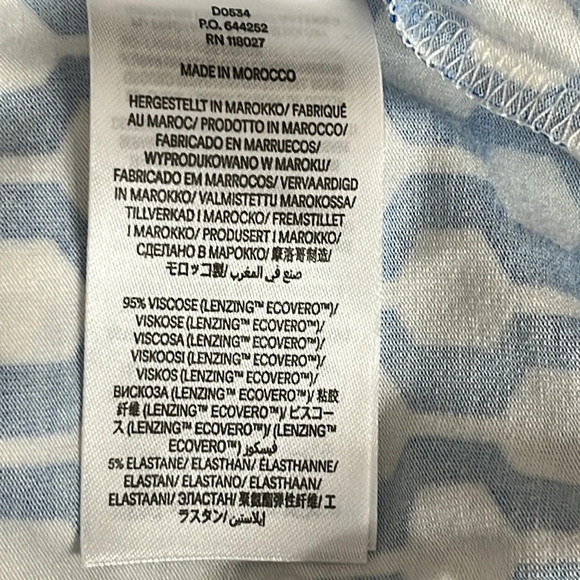 D0534
P.O. 644252
RN 118027
MADE IN MOROCCO
HERGESTELLT IN MAROKKO/ FABRIQUÉ
AU MAROC/ PRODOTTO IN MAROCCO/
FABRICADO EN MARRUECOS/
WYPRODUKOWANO W MAROKU/
FABRICADO EM MARROCOS/ VERVAARDIGD
IN MAROKKO/ VALMISTETTU MAROKOSSA/
TILLVERKAD I MAROCKO/ FREMSTILLET
I MAROKKO/ PRODUSERT I MAROKKO/
СДЕЛАНО В МАРОККО/ 摩洛哥制造/
モロッコ製/ صنع في المغرب
95% VISCOSE (LENZING™ ECOVERO™)/
VISKOSE (LENZING™ ECOVERO™)/
VISCOSA (LENZING™ ECOVERO™)/
VISKOOSI (LENZING™ ECOVERO™)/
VISKOS (LENZING™ ECOVERO™)/
ВИСКОЗА (LENZING™ ECOVERO™)/ 粘胶
纤维 (LENZING™ ECOVERO™)/ ビスコー
ス (LENZING™ ECOVERO™)/ (LENZING™
ECOVERO™) فيسكوز
5% ELASTANE/ ELASTHAN/ ÉLASTHANNE/
ELASTAN/ ELASTANO/ ELASTHAAN/
ELASTAANI/ ЭЛАСТАН/ 聚氨酯弹性纤维/ エ
ラスタン/ إيلاستين